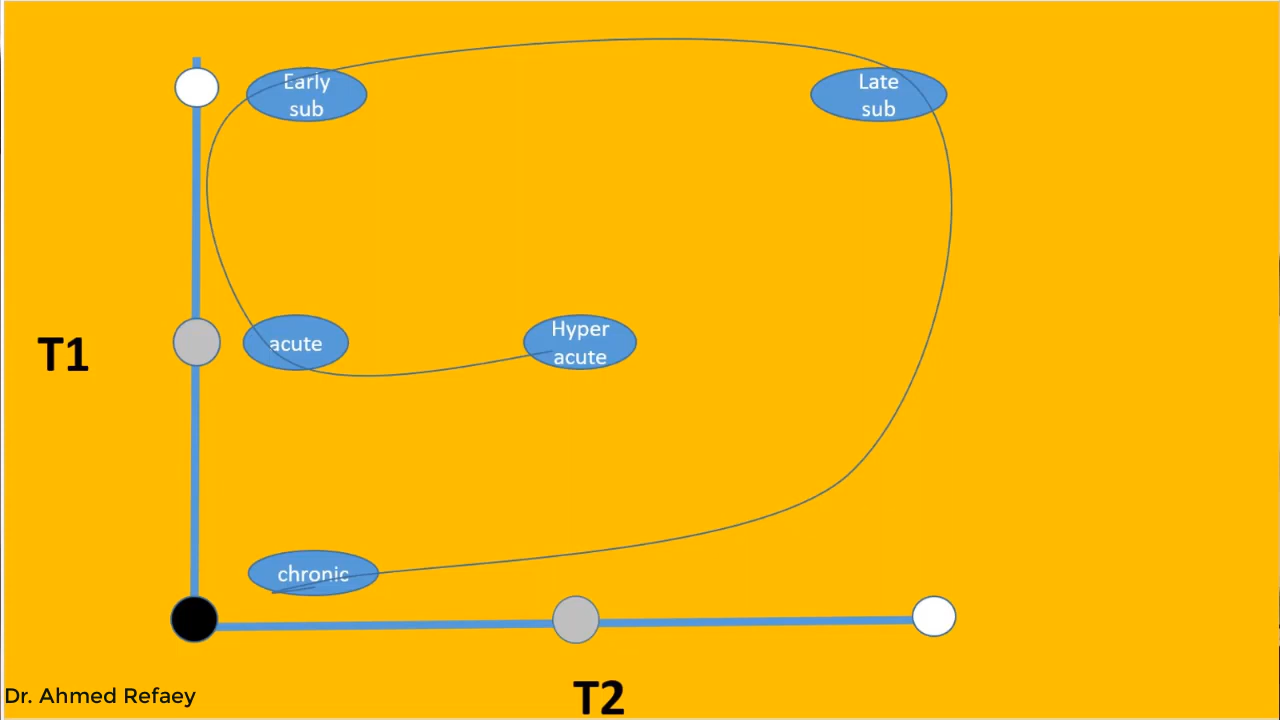 Early
sub
Late
sub
T1
acute
Hyper
acute
chronic
T2
Dr. Ahmed Refaey